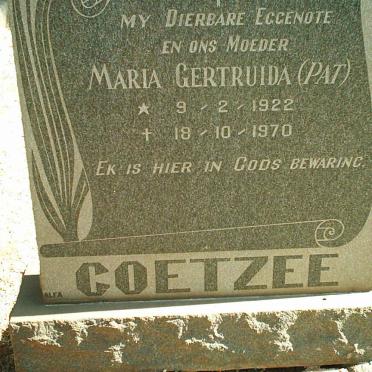 MY DIERBARE EGGENOTE
EN ONS MOEDER
MARIA GERTRUIDA (PAT)
★ 9 / 2 / 1922
✝ 18 / 10 / 1970
EK IS HIER IN GODS BEWARING.
COETZEE
ALFA